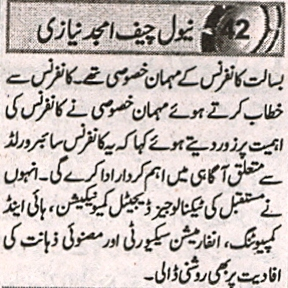 42
نیول چیف امجد نیازی
بسالت کانفرنس کے مہمان خصوصی تھے۔ کانفرنس سے
خطاب کرتے ہوئے مہمان خصوصی نے کانفرنس کی
اہمیت پر زور دیتے ہوئے کہا کہ یہ کانفرنس سائبر ورلڈ
سے متعلق آگاہی میں اہم کردار ادا کرے گی۔ انہوں
نے مستقبل کی ٹیکنالوجیز ڈیجیٹل کمیونیکیشن، ہائی اینڈ
کمپیوٹنگ، انفارمیشن سیکیورٹی اور مصنوعی ذہانت کی
افادیت پر بھی روشنی ڈالی۔